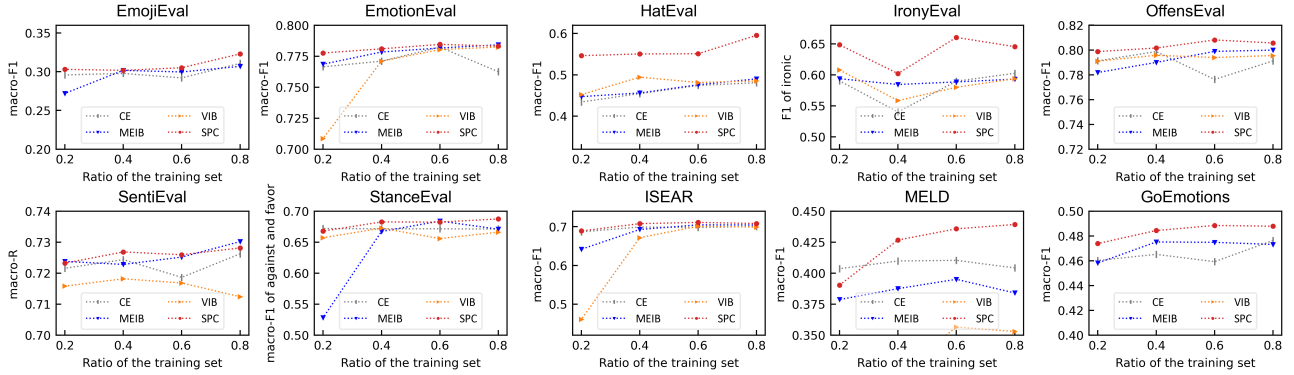 EmojiEval
macro-F1
0.35
0.30
0.25
0.20
CE
MEIB
VIB
SPC
0.2 0.4 0.6 0.8
Ratio of the training set
EmotionEval
macro-F1
0.800
0.775
0.750
0.725
0.700
CE
MEIB
VIB
SPC
0.2 0.4 0.6 0.8
Ratio of the training set
HatEval
macro-F1
0.6
0.5
0.4
CE
MEIB
VIB
SPC
0.2 0.4 0.6 0.8
Ratio of the training set
IronyEval
F1 of ironic
0.65
0.60
0.55
0.50
CE
MEIB
VIB
SPC
0.2 0.4 0.6 0.8
Ratio of the training set
OffensEval
macro-F1
0.82
0.80
0.78
0.76
0.74
0.72
CE
MEIB
VIB
SPC
0.2 0.4 0.6 0.8
Ratio of the training set
SentiEval
macro-R
0.74
0.73
0.72
0.71
0.70
CE
MEIB
VIB
SPC
0.2 0.4 0.6 0.8
Ratio of the training set
StanceEval
macro-F1 of against and favor
0.70
0.65
0.60
0.55
0.50
CE
MEIB
VIB
SPC
0.2 0.4 0.6 0.8
Ratio of the training set
ISEAR
macro-F1
0.7
0.6
0.5
CE
MEIB
VIB
SPC
0.2 0.4 0.6 0.8
Ratio of the training set
MELD
macro-F1
0.450
0.425
0.400
0.375
0.350
CE
MEIB
VIB
SPC
0.2 0.4 0.6 0.8
Ratio of the training set
GoEmotions
macro-F1
0.50
0.48
0.46
0.44
0.42
0.40
CE
MEIB
VIB
SPC
0.2 0.4 0.6 0.8
Ratio of the training set